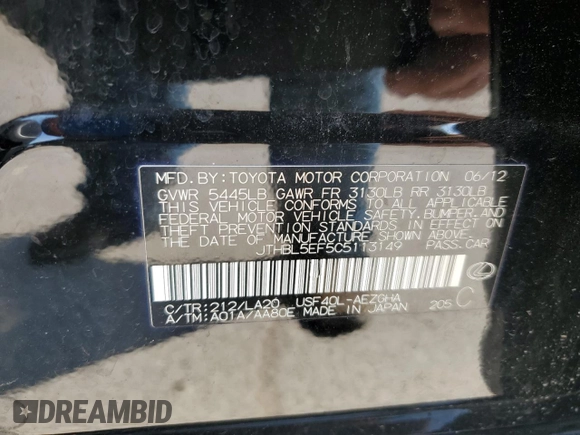 MFD. BY: TOYOTA MOTOR CORPORATION 06/12
GVWR 5445LB GAWR FR 3130LB RR 3130LB
THIS VEHICLE CONFORMS TO ALL APPLICABLE
FEDERAL MOTOR VEHICLE SAFETY, BUMPER, AND
THEFT PREVENTION STANDARDS IN EFFECT ON
THE DATE OF MANUFACTURE SHOWN ABOVE.
JTHBL5EF5C5113149 PASS. CAR
C/TR: 212/LA20 USF40L-AEZGHA 205 C
A/TM: A01A/AA80E MADE IN JAPAN
DREAMBID